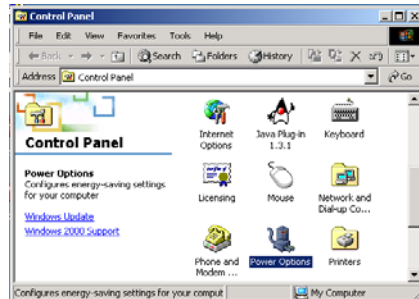 Control Panel
File Edit View Favorites Tools Help
Back Search Folders History
Address Control Panel Go
Control Panel
Power Options
Configures energy-saving settings
for your computer
Windows Update
Windows 2000 Support
Internet
Options
Java Plug-in
1.3.1
Keyboard
Licensing
Mouse
Network and
Dial-up Co...
Phone and
Modem ...
Power Options
Printers
Configures energy-saving settings for your comput
My Computer